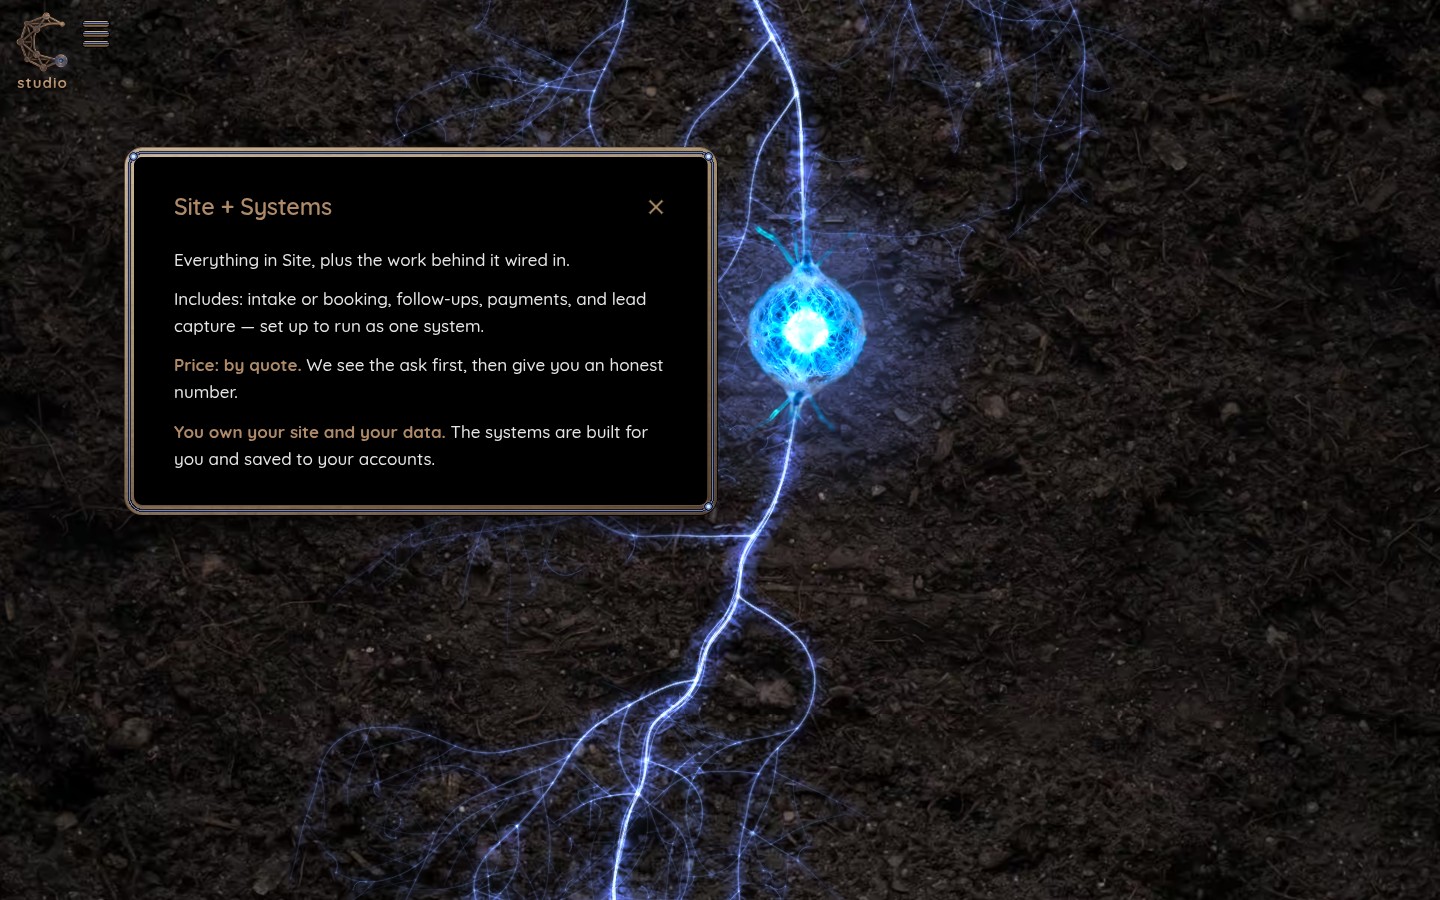 studio
Site + Systems
Everything in Site, plus the work behind it wired in.
Includes: intake or booking, follow-ups, payments, and lead
capture — set up to run as one system.
Price: by quote. We see the ask first, then give you an honest
number.
You own your site and your data. The systems are built for
you and saved to your accounts.